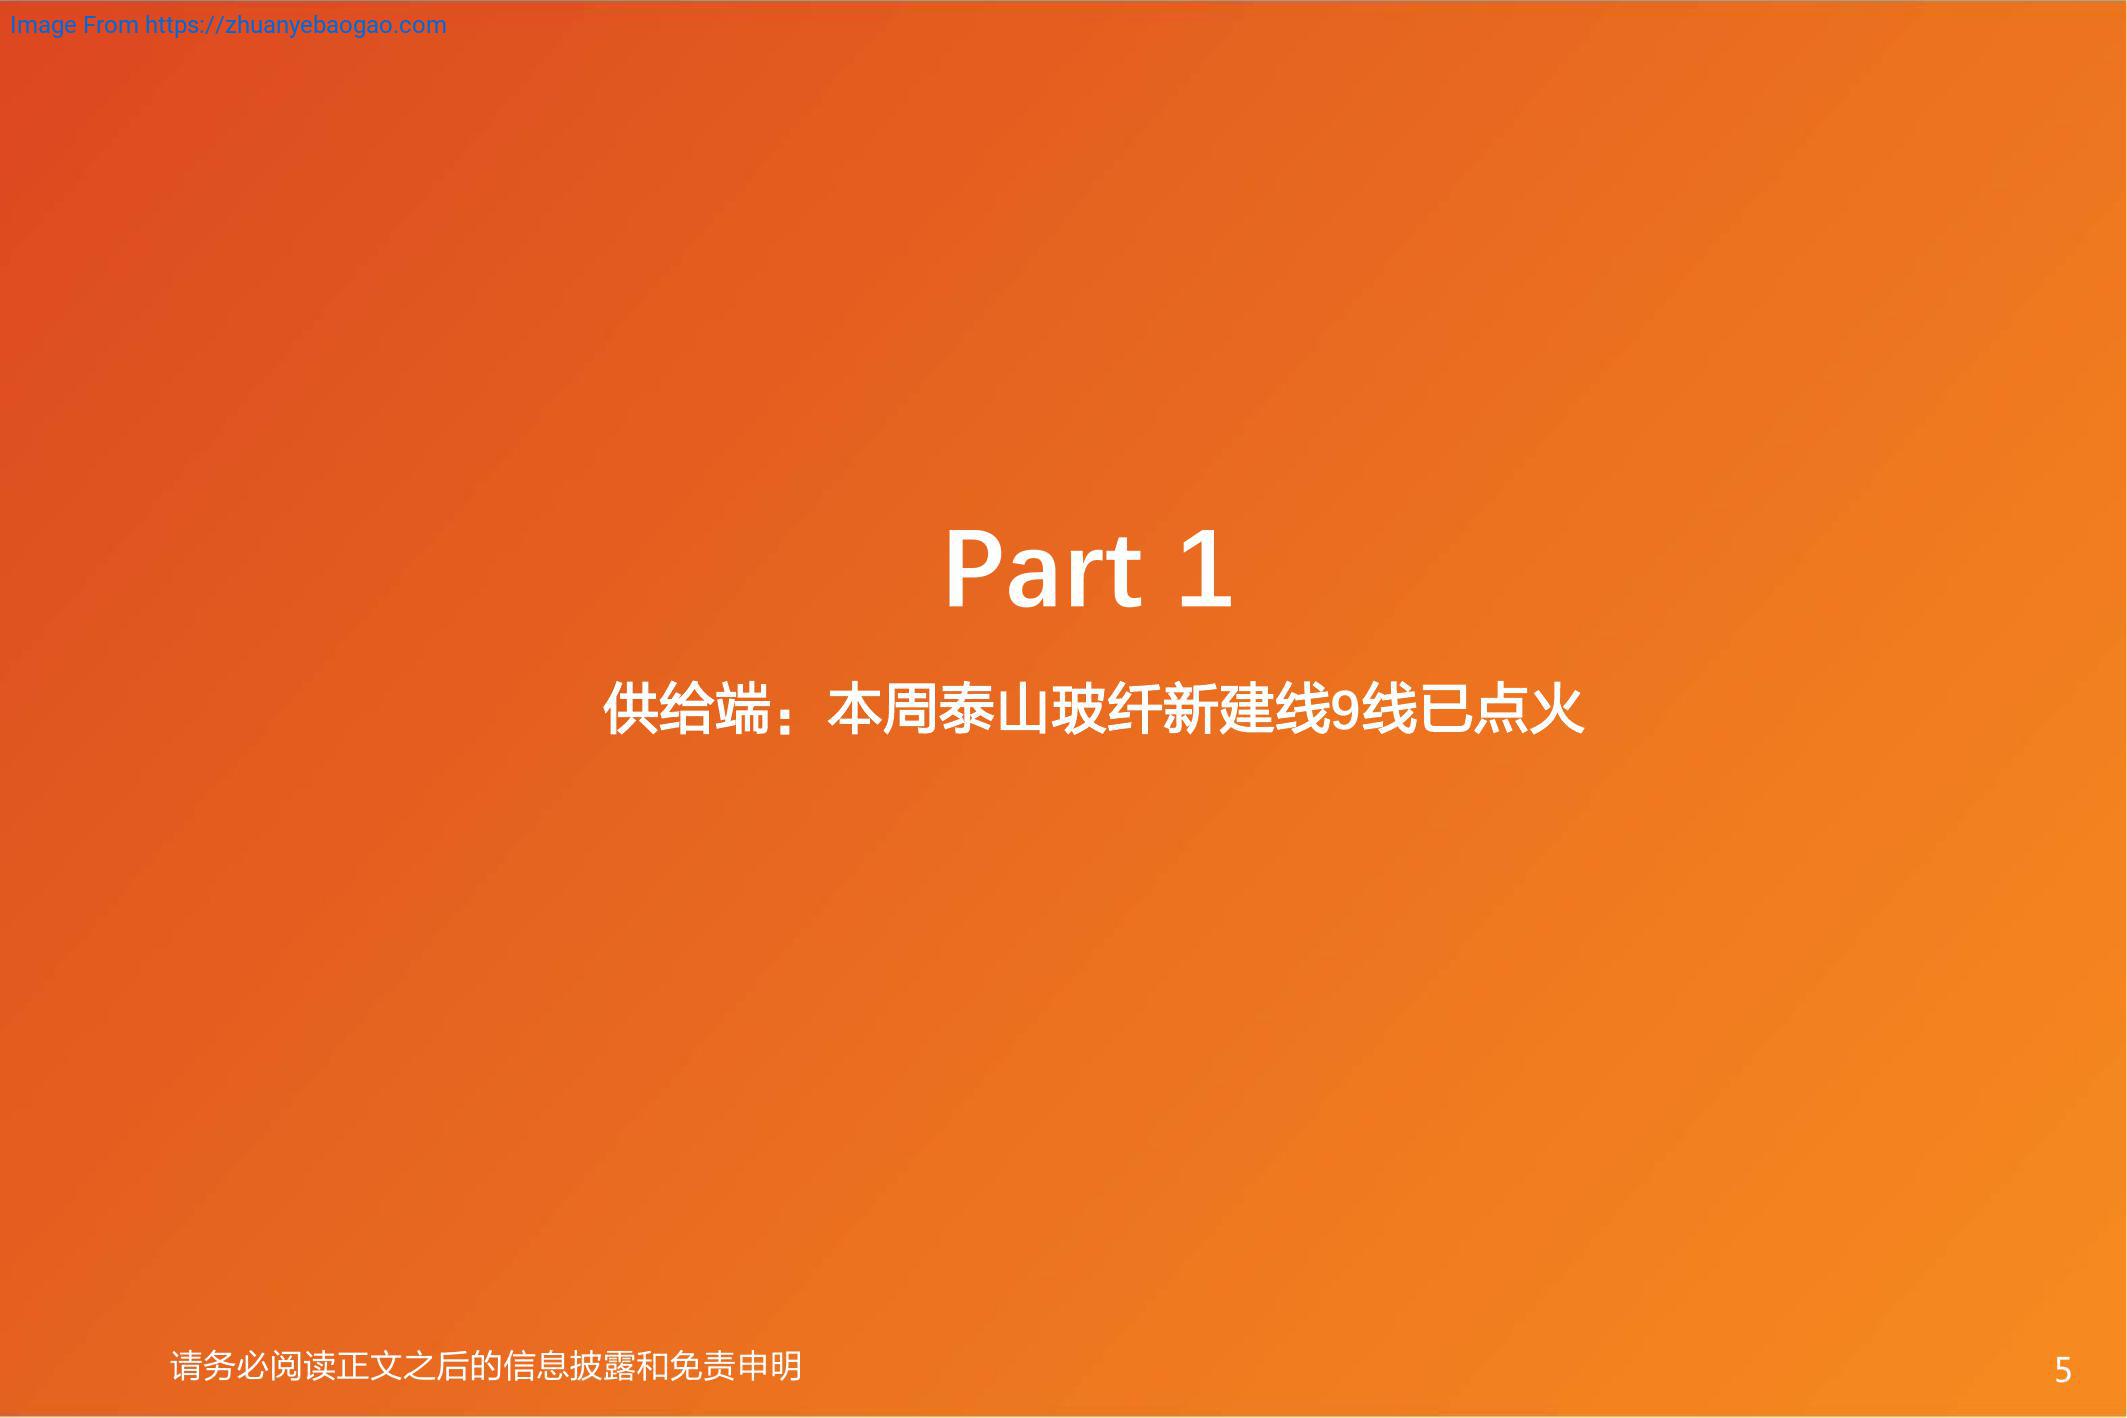 Image From https://zhuanyebaogao.com
Part 1
供给端：本周泰山玻纤新建线9线已点火
请务必阅读正文之后的信息披露和免责申明
5